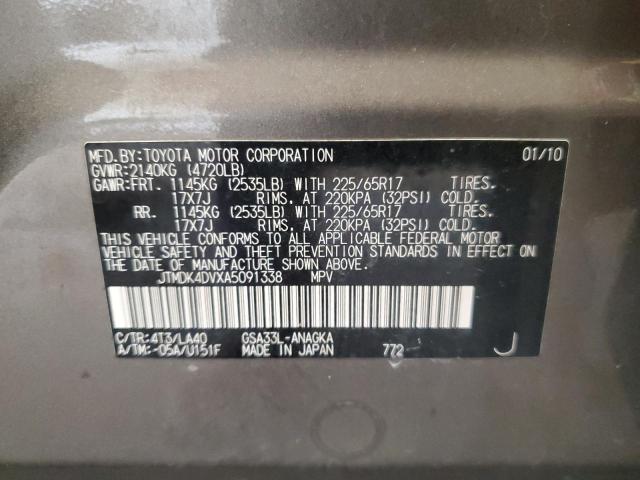 MFD.BY:TOYOTA MOTOR CORPORATION 01/10
GVWR:2140KG (4720LB)
GAWR:FRT. 1145KG (2535LB) WITH 225/65R17 TIRES.
17X7J RIMS. AT 220KPA (32PSI) COLD.
RR. 1145KG (2535LB) WITH 225/65R17 TIRES.
17X7J RIMS. AT 220KPA (32PSI) COLD.
THIS VEHICLE CONFORMS TO ALL APPLICABLE FEDERAL MOTOR
VEHICLE SAFETY AND THEFT PREVENTION STANDARDS IN EFFECT ON
THE DATE OF MANUFACTURE SHOWN ABOVE.
JTMDK4DVXA5091338 MPV
C/TR:4T3/LA40 GSA33L-ANAGKA
A/TM:-05A/U151F MADE IN JAPAN 772 J